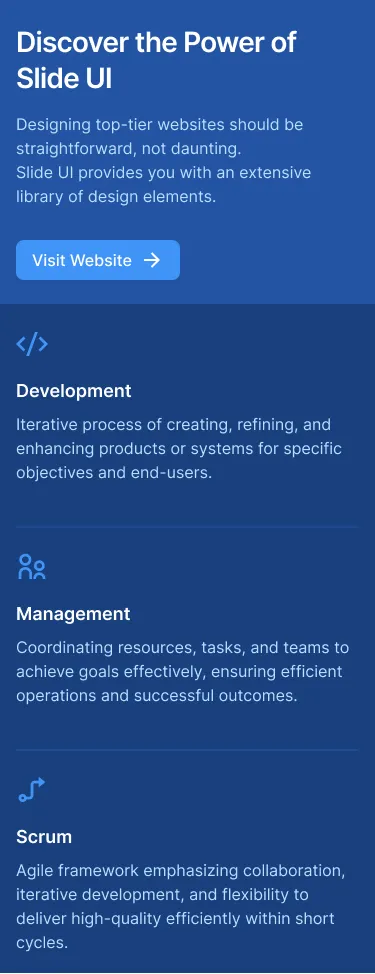 Discover the Power of
Slide UI
Designing top-tier websites should be
straightforward, not daunting.
Slide UI provides you with an extensive
library of design elements.
Visit Website
Development
Iterative process of creating, refining, and
enhancing products or systems for specific
objectives and end-users.
Management
Coordinating resources, tasks, and teams to
achieve goals effectively, ensuring efficient
operations and successful outcomes.
Scrum
Agile framework emphasizing collaboration,
iterative development, and flexibility to
deliver high-quality efficiently within short
cycles.